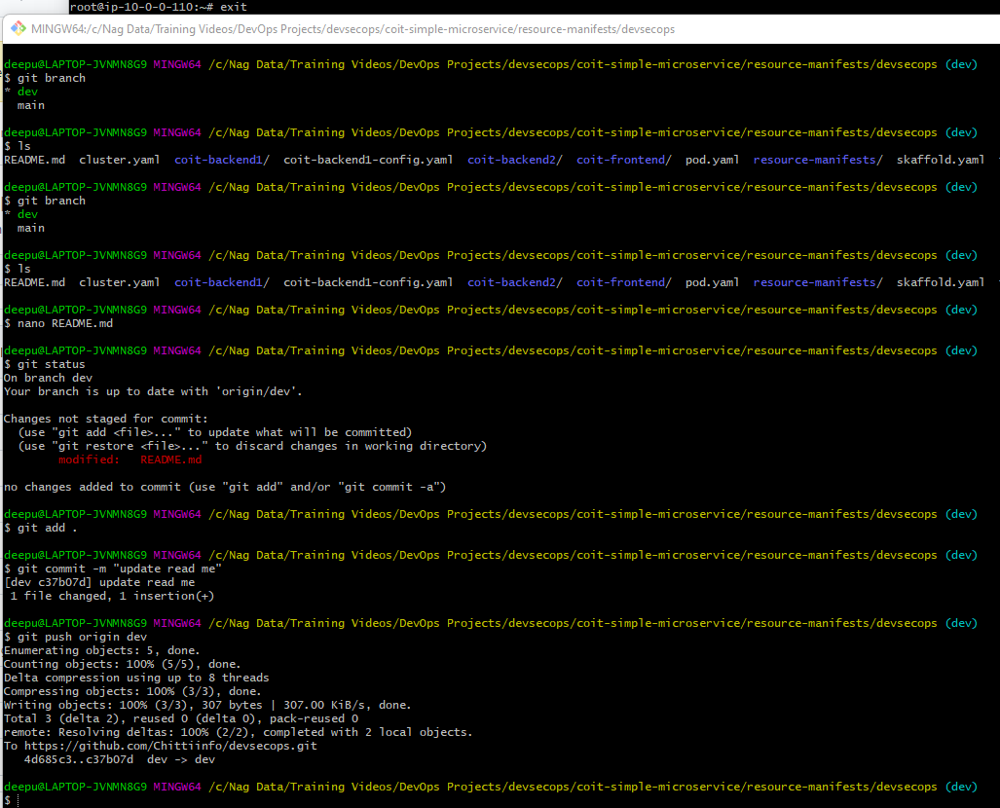 root@ip-10-0-0-110:~# exit
MINGW64:/c/Nag Data/Training Videos/DevOps Projects/devsecops/coit-simple-microservice/resource-manifests/devsecops
deepu@LAPTOP-JVNMN8G9 MINGW64 /c/Nag Data/Training Videos/DevOps Projects/devsecops/coit-simple-microservice/resource-manifests/devsecops (dev)
$ git branch
* dev
  main
deepu@LAPTOP-JVNMN8G9 MINGW64 /c/Nag Data/Training Videos/DevOps Projects/devsecops/coit-simple-microservice/resource-manifests/devsecops (dev)
$ ls
README.md  cluster.yaml  coit-backend1/  coit-backend1-config.yaml  coit-backend2/  coit-frontend/  pod.yaml  resource-manifests/  skaffold.yaml
deepu@LAPTOP-JVNMN8G9 MINGW64 /c/Nag Data/Training Videos/DevOps Projects/devsecops/coit-simple-microservice/resource-manifests/devsecops (dev)
$ git branch
* dev
  main
deepu@LAPTOP-JVNMN8G9 MINGW64 /c/Nag Data/Training Videos/DevOps Projects/devsecops/coit-simple-microservice/resource-manifests/devsecops (dev)
$ ls
README.md  cluster.yaml  coit-backend1/  coit-backend1-config.yaml  coit-backend2/  coit-frontend/  pod.yaml  resource-manifests/  skaffold.yaml
deepu@LAPTOP-JVNMN8G9 MINGW64 /c/Nag Data/Training Videos/DevOps Projects/devsecops/coit-simple-microservice/resource-manifests/devsecops (dev)
$ nano README.md
deepu@LAPTOP-JVNMN8G9 MINGW64 /c/Nag Data/Training Videos/DevOps Projects/devsecops/coit-simple-microservice/resource-manifests/devsecops (dev)
$ git status
On branch dev
Your branch is up to date with 'origin/dev'.
Changes not staged for commit:
  (use "git add <file>..." to update what will be committed)
  (use "git restore <file>..." to discard changes in working directory)
        modified:   README.md
no changes added to commit (use "git add" and/or "git commit -a")
deepu@LAPTOP-JVNMN8G9 MINGW64 /c/Nag Data/Training Videos/DevOps Projects/devsecops/coit-simple-microservice/resource-manifests/devsecops (dev)
$ git add .
deepu@LAPTOP-JVNMN8G9 MINGW64 /c/Nag Data/Training Videos/DevOps Projects/devsecops/coit-simple-microservice/resource-manifests/devsecops (dev)
$ git commit -m "update read me"
[dev c37b07d] update read me
 1 file changed, 1 insertion(+)
deepu@LAPTOP-JVNMN8G9 MINGW64 /c/Nag Data/Training Videos/DevOps Projects/devsecops/coit-simple-microservice/resource-manifests/devsecops (dev)
$ git push origin dev
Enumerating objects: 5, done.
Counting objects: 100% (5/5), done.
Delta compression using up to 8 threads
Compressing objects: 100% (3/3), done.
Writing objects: 100% (3/3), 307 bytes | 307.00 KiB/s, done.
Total 3 (delta 2), reused 0 (delta 0), pack-reused 0
remote: Resolving deltas: 100% (2/2), completed with 2 local objects.
To https://github.com/Chittiinfo/devsecops.git
   4d685c3..c37b07d  dev -> dev
deepu@LAPTOP-JVNMN8G9 MINGW64 /c/Nag Data/Training Videos/DevOps Projects/devsecops/coit-simple-microservice/resource-manifests/devsecops (dev)
$